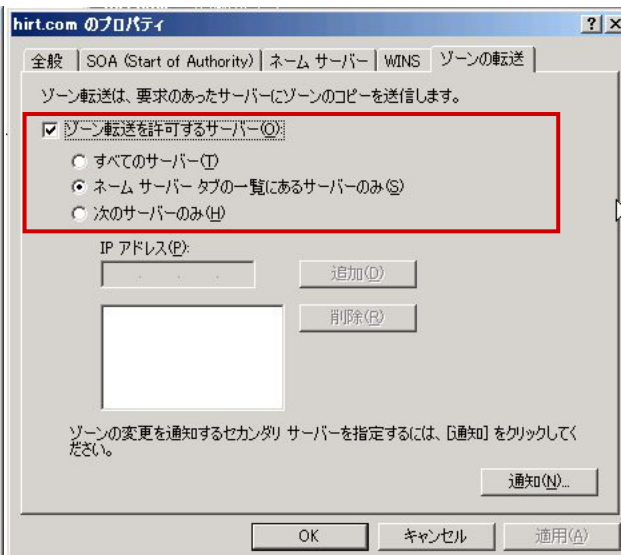 hirt.com のプロパティ
全般 SOA (Start of Authority) ネーム サーバー WINS ゾーンの転送
ゾーン転送は、要求のあったサーバーにゾーンのコピーを送信します。
ゾーン転送を許可するサーバー(O):
すべてのサーバー(T)
ネーム サーバー タブの一覧にあるサーバーのみ(S)
次のサーバーのみ(H)
IP アドレス(P):
追加(D)
削除(R)
ゾーンの変更を通知するセカンダリ サーバーを指定するには、[通知] をクリックしてく
ださい。
通知(N)...
OK キャンセル 適用(A)